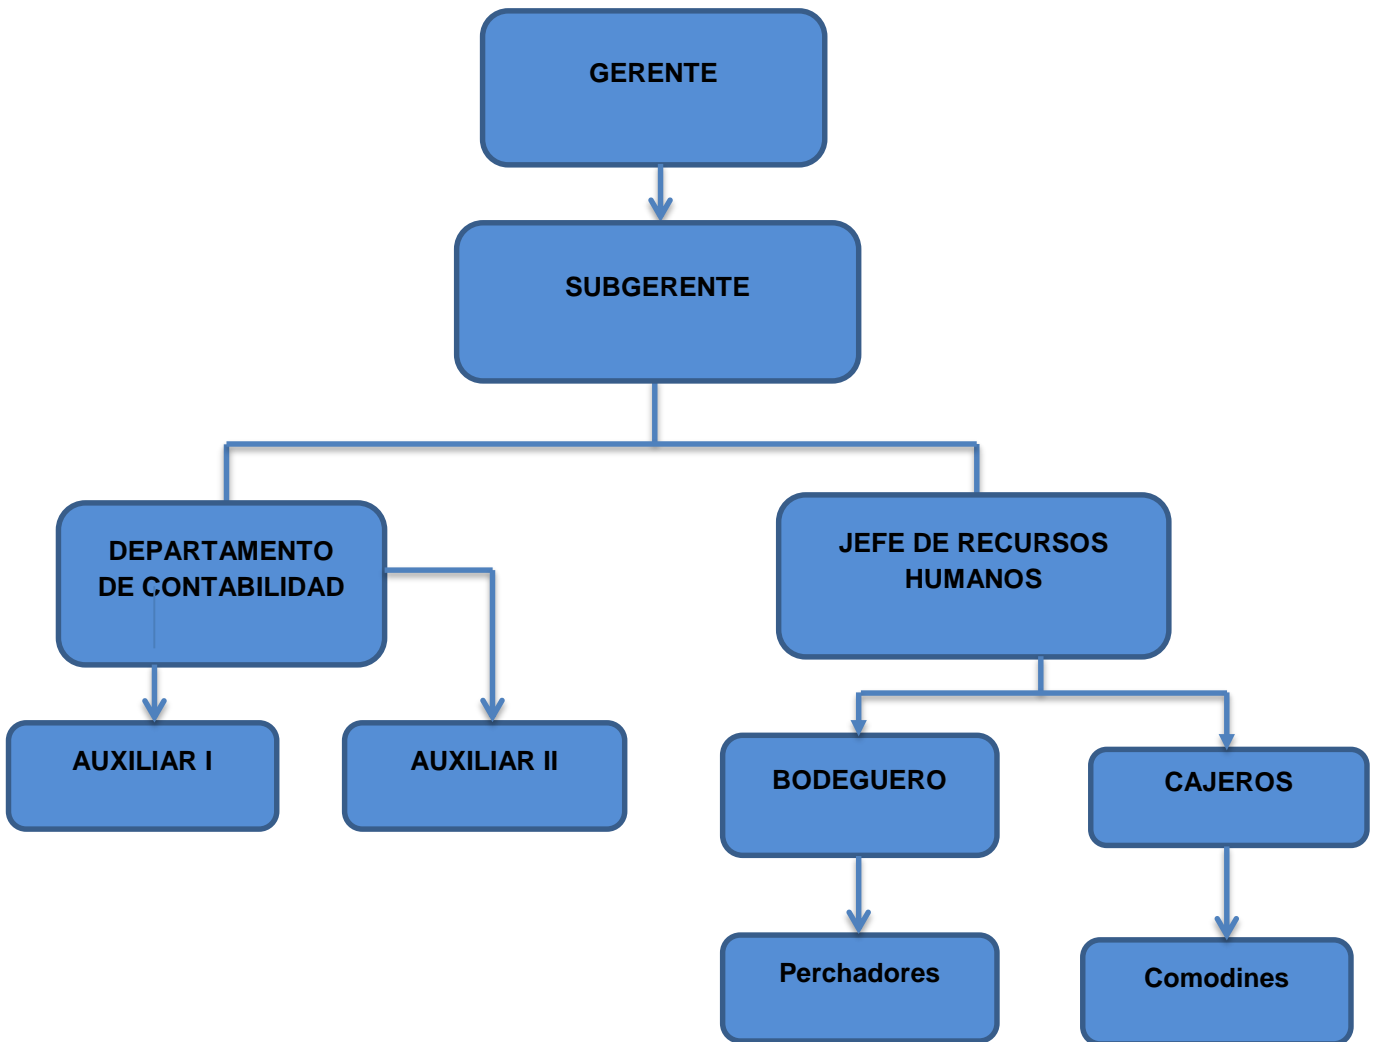 GERENTE
SUBGERENTE
DEPARTAMENTO
DE CONTABILIDAD
JEFE DE RECURSOS
HUMANOS
AUXILIAR I
AUXILIAR II
BODEGUERO
CAJEROS
Perchadores
Comodines